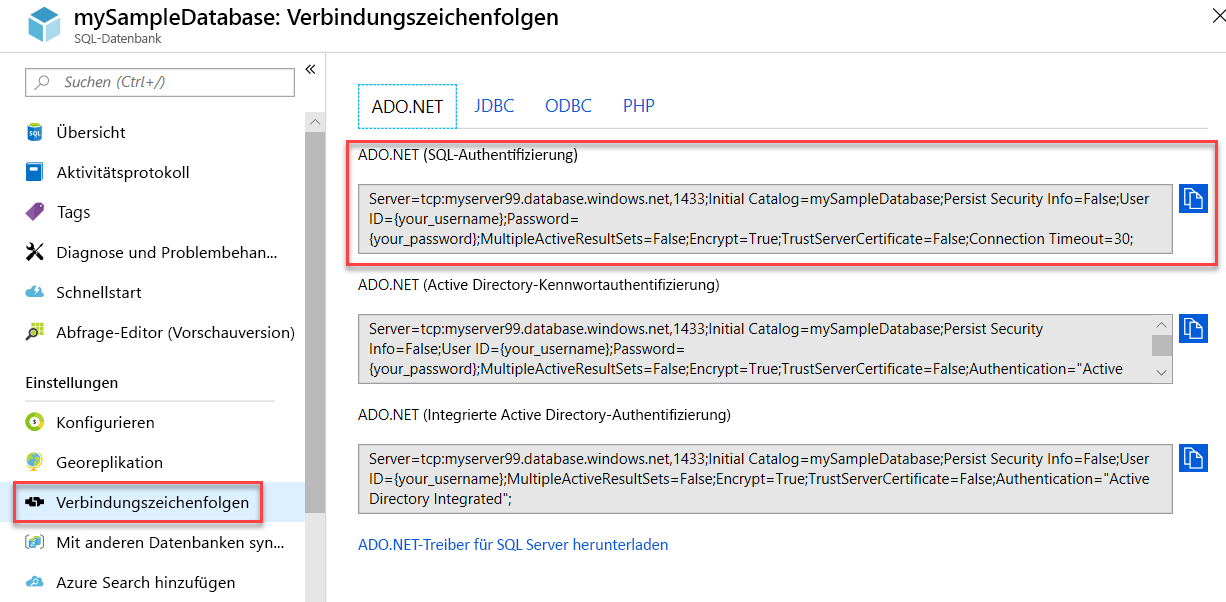 mySampleDatabase: Verbindungszeichenfolgen
SQL-Datenbank
Suchen (Ctrl+/)
Übersicht
Aktivitätsprotokoll
Tags
Diagnose und Problembehan...
Schnellstart
Abfrage-Editor (Vorschauversion)
Einstellungen
Konfigurieren
Georeplikation
Verbindungszeichenfolgen
Mit anderen Datenbanken syn...
Azure Search hinzufügen
ADO.NET JDBC ODBC PHP
ADO.NET (SQL-Authentifizierung)
Server=tcp:myserver99.database.windows.net,1433;Initial Catalog=mySampleDatabase;Persist Security Info=False;User
ID={your_username};Password=
{your_password};MultipleActiveResultSets=False;Encrypt=True;TrustServerCertificate=False;Connection Timeout=30;
ADO.NET (Active Directory-Kennwortauthentifizierung)
Server=tcp:myserver99.database.windows.net,1433;Initial Catalog=mySampleDatabase;Persist Security
Info=False;User ID={your_username};Password=
{your_password};MultipleActiveResultSets=False;Encrypt=True;TrustServerCertificate=False;Authentication="Active
ADO.NET (Integrierte Active Directory-Authentifizierung)
Server=tcp:myserver99.database.windows.net,1433;Initial Catalog=mySampleDatabase;Persist Security Info=False;User
ID={your_username};MultipleActiveResultSets=False;Encrypt=True;TrustServerCertificate=False;Authentication="Active
Directory Integrated";
ADO.NET-Treiber für SQL Server herunterladen